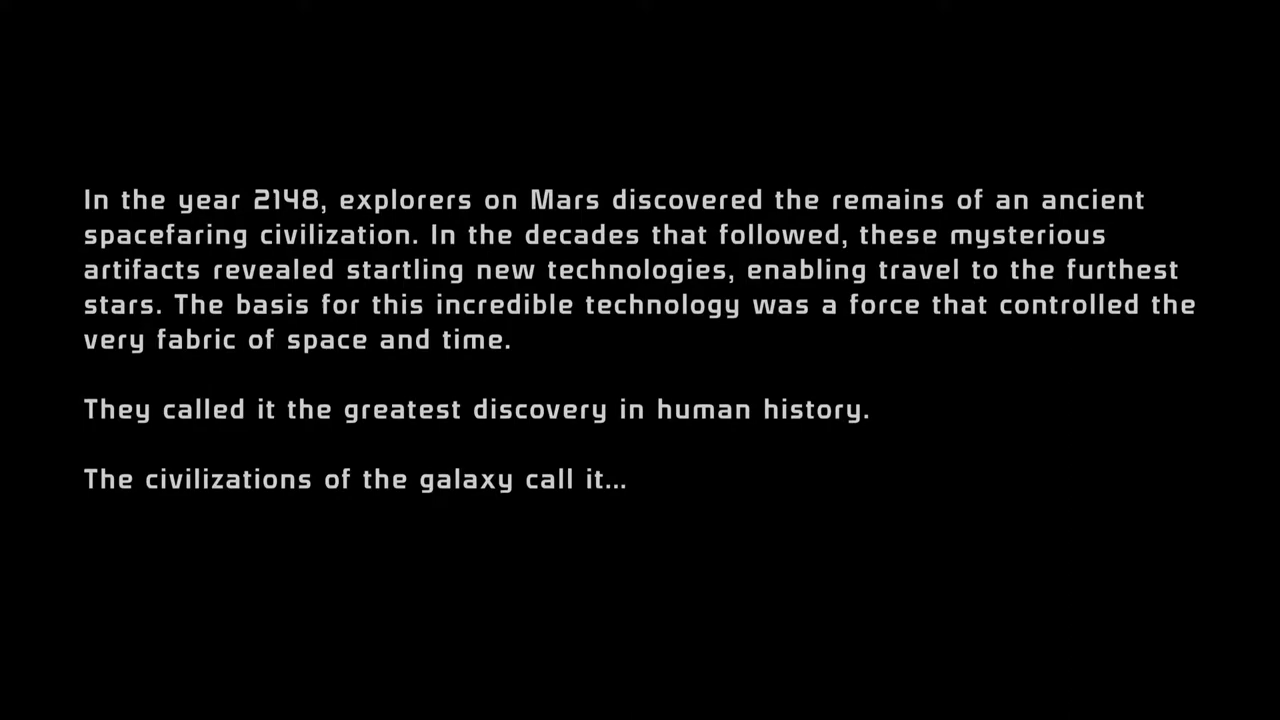 In the year 2148, explorers on Mars discovered the remains of an ancient
spacefaring civilization. In the decades that followed, these mysterious
artifacts revealed startling new technologies, enabling travel to the furthest
stars. The basis for this incredible technology was a force that controlled the
very fabric of space and time.
They called it the greatest discovery in human history.
The civilizations of the galaxy call it...